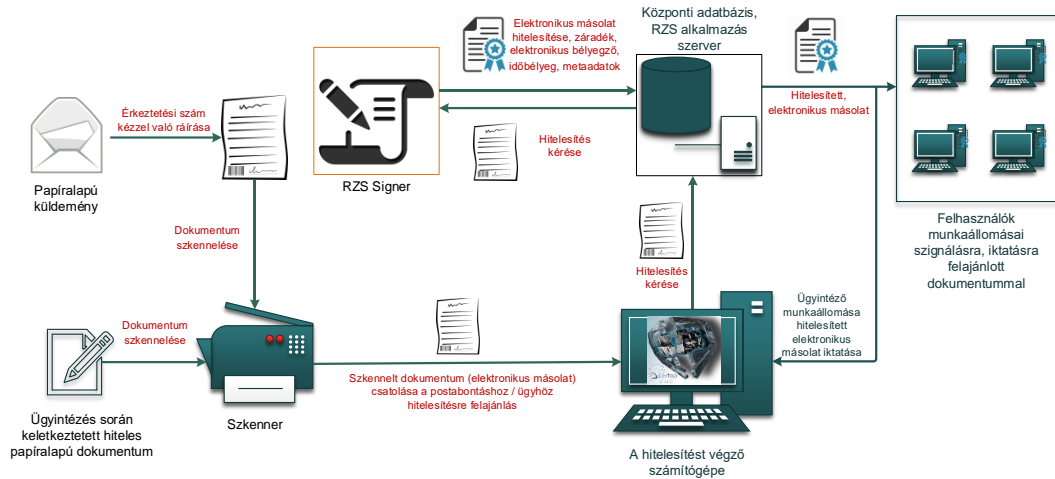 Elektronikus másolat
hitelesítése, záradék,
elektronikus bélyegző,
időbélyeg, metaadatok
Központi adatbázis,
RZS alkalmazás
szerver
Érkeztetési szám
kézzel való ráírása
Hitelesített,
elektronikus másolat
Hitelesítés
kérése
Papíralapú
küldemény
RZS Signer
Felhasználók
munkaállomásai
szignálásra, iktatásra
felajánlott
dokumentummal
Dokumentum
szkennelése
Hitelesítés
kérése
Ügyintéző
munkaállomása
hitelesített
elektronikus
másolat iktatása
Dokumentum
szkennelése
Szkennelt dokumentum (elektronikus másolat)
csatolása a postabontáshoz / ügyhöz
hitelesítésre felajánlás
Ügyintézés során
keletkeztetett hiteles
papíralapú dokumentum
Szkenner
A hitelesítést végző
számítógépe